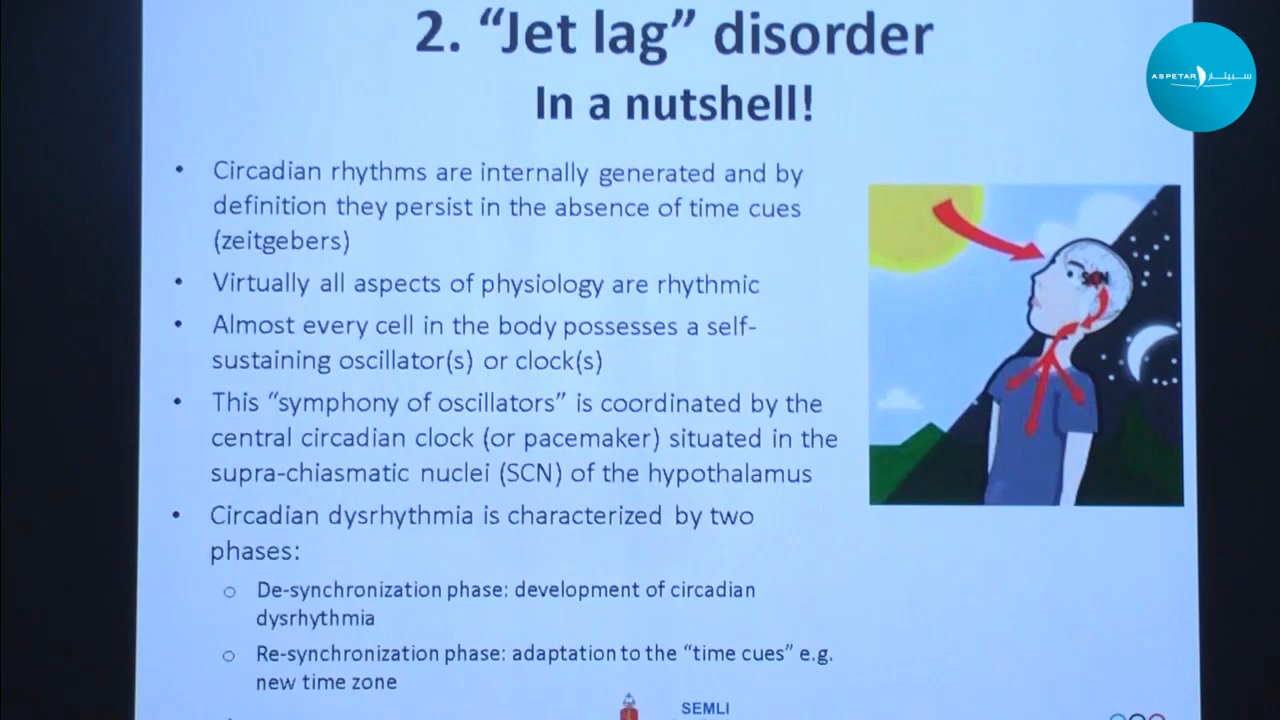 2. “Jet lag” disorder
In a nutshell!
ASPETAR سبيتار
• Circadian rhythms are internally generated and by
definition they persist in the absence of time cues
(zeitgebers)
• Virtually all aspects of physiology are rhythmic
• Almost every cell in the body possesses a self-
sustaining oscillator(s) or clock(s)
• This “symphony of oscillators” is coordinated by the
central circadian clock (or pacemaker) situated in the
supra-chiasmatic nuclei (SCN) of the hypothalamus
• Circadian dysrhythmia is characterized by two
phases:
o De-synchronization phase: development of circadian
dysrhythmia
o Re-synchronization phase: adaptation to the “time cues” e.g.
new time zone
SCN
SEMLI